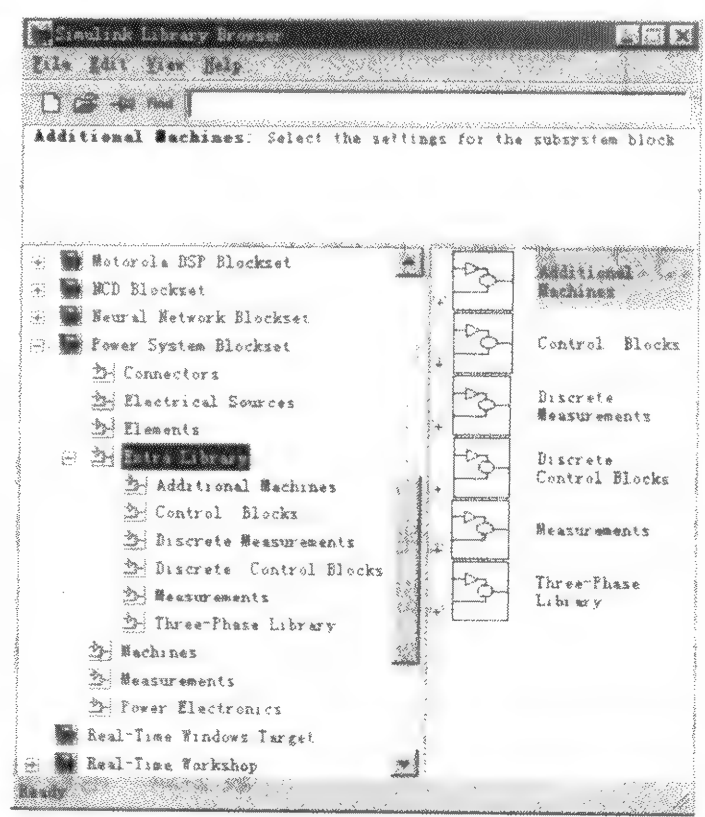 Simulink Library Browser
File Edit View Help
Find
Additional Machines: Select the settings for the subsystem block
Motorola DSP Blockset
NCD Blockset
Neural Network Blockset
Power System Blockset
Connectors
Electrical Sources
Elements
Extra Library
Additional Machines
Control Blocks
Discrete Measurements
Discrete Control Blocks
Measurements
Three-Phase Library
Machines
Measurements
Power Electronics
Real-Time Windows Target
Real-Time Workshop
Additional
Machines
Control Blocks
Discrete
Measurements
Discrete
Control Blocks
Measurements
Three-Phase
Library
Ready